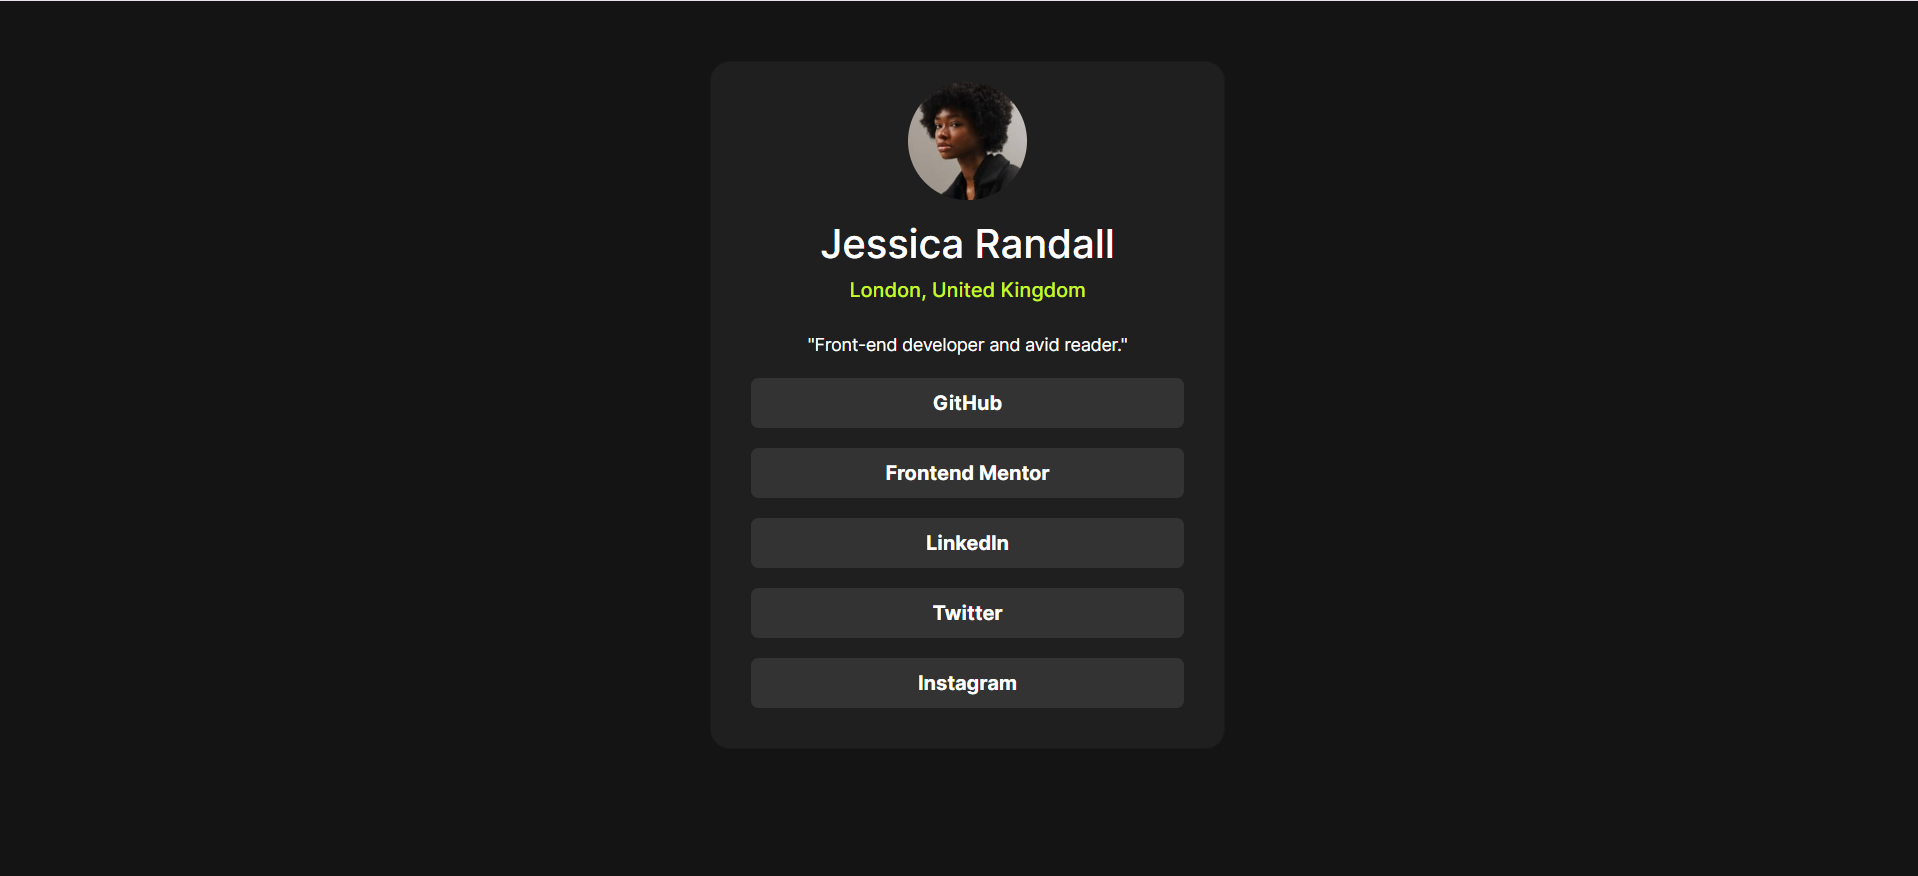 Jessica Randall
London, United Kingdom
"Front-end developer and avid reader."
GitHub
Frontend Mentor
LinkedIn
Twitter
Instagram